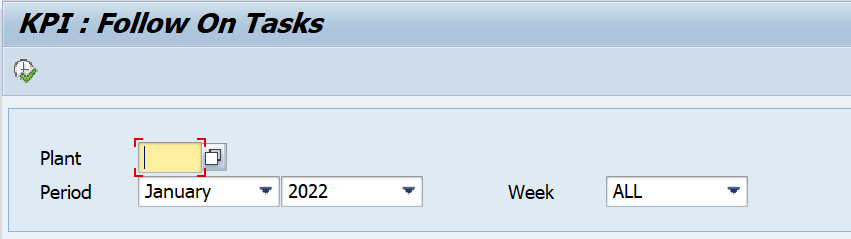 KPI : Follow On Tasks
Plant
Period January 2022 Week ALL